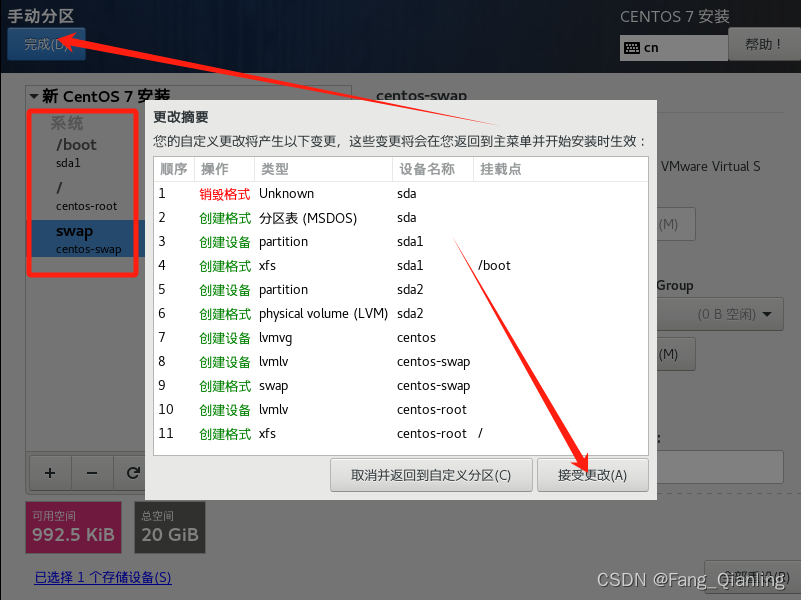 手动分区
CENTOS 7 安装
完成(D)
cn
帮助！
新 CentOS 7 安装
centos-swap
系统
/boot
sda1
/
centos-root
swap
centos-swap
更改摘要
您的自定义更改将产生以下变更，这些变更将会在您返回到主菜单并开始安装时生效：
顺序 操作 类型 设备名称 挂载点
1 销毁格式 Unknown sda
2 创建格式 分区表 (MSDOS) sda
3 创建设备 partition sda1
4 创建格式 xfs sda1 /boot
5 创建设备 partition sda2
6 创建格式 physical volume (LVM) sda2
7 创建设备 lvmvg centos
8 创建设备 lvmlv centos-swap
9 创建格式 swap centos-swap
10 创建设备 lvmlv centos-root
11 创建格式 xfs centos-root /
取消并返回到自定义分区(C)
接受更改(A)
VMware Virtual S
(M)
Group
(0 B 空闲)
(M)
:
+ −
可用空间
992.5 KiB
总空间
20 GiB
已选择 1 个存储设备(S)
CSDN @Fang_Qianling